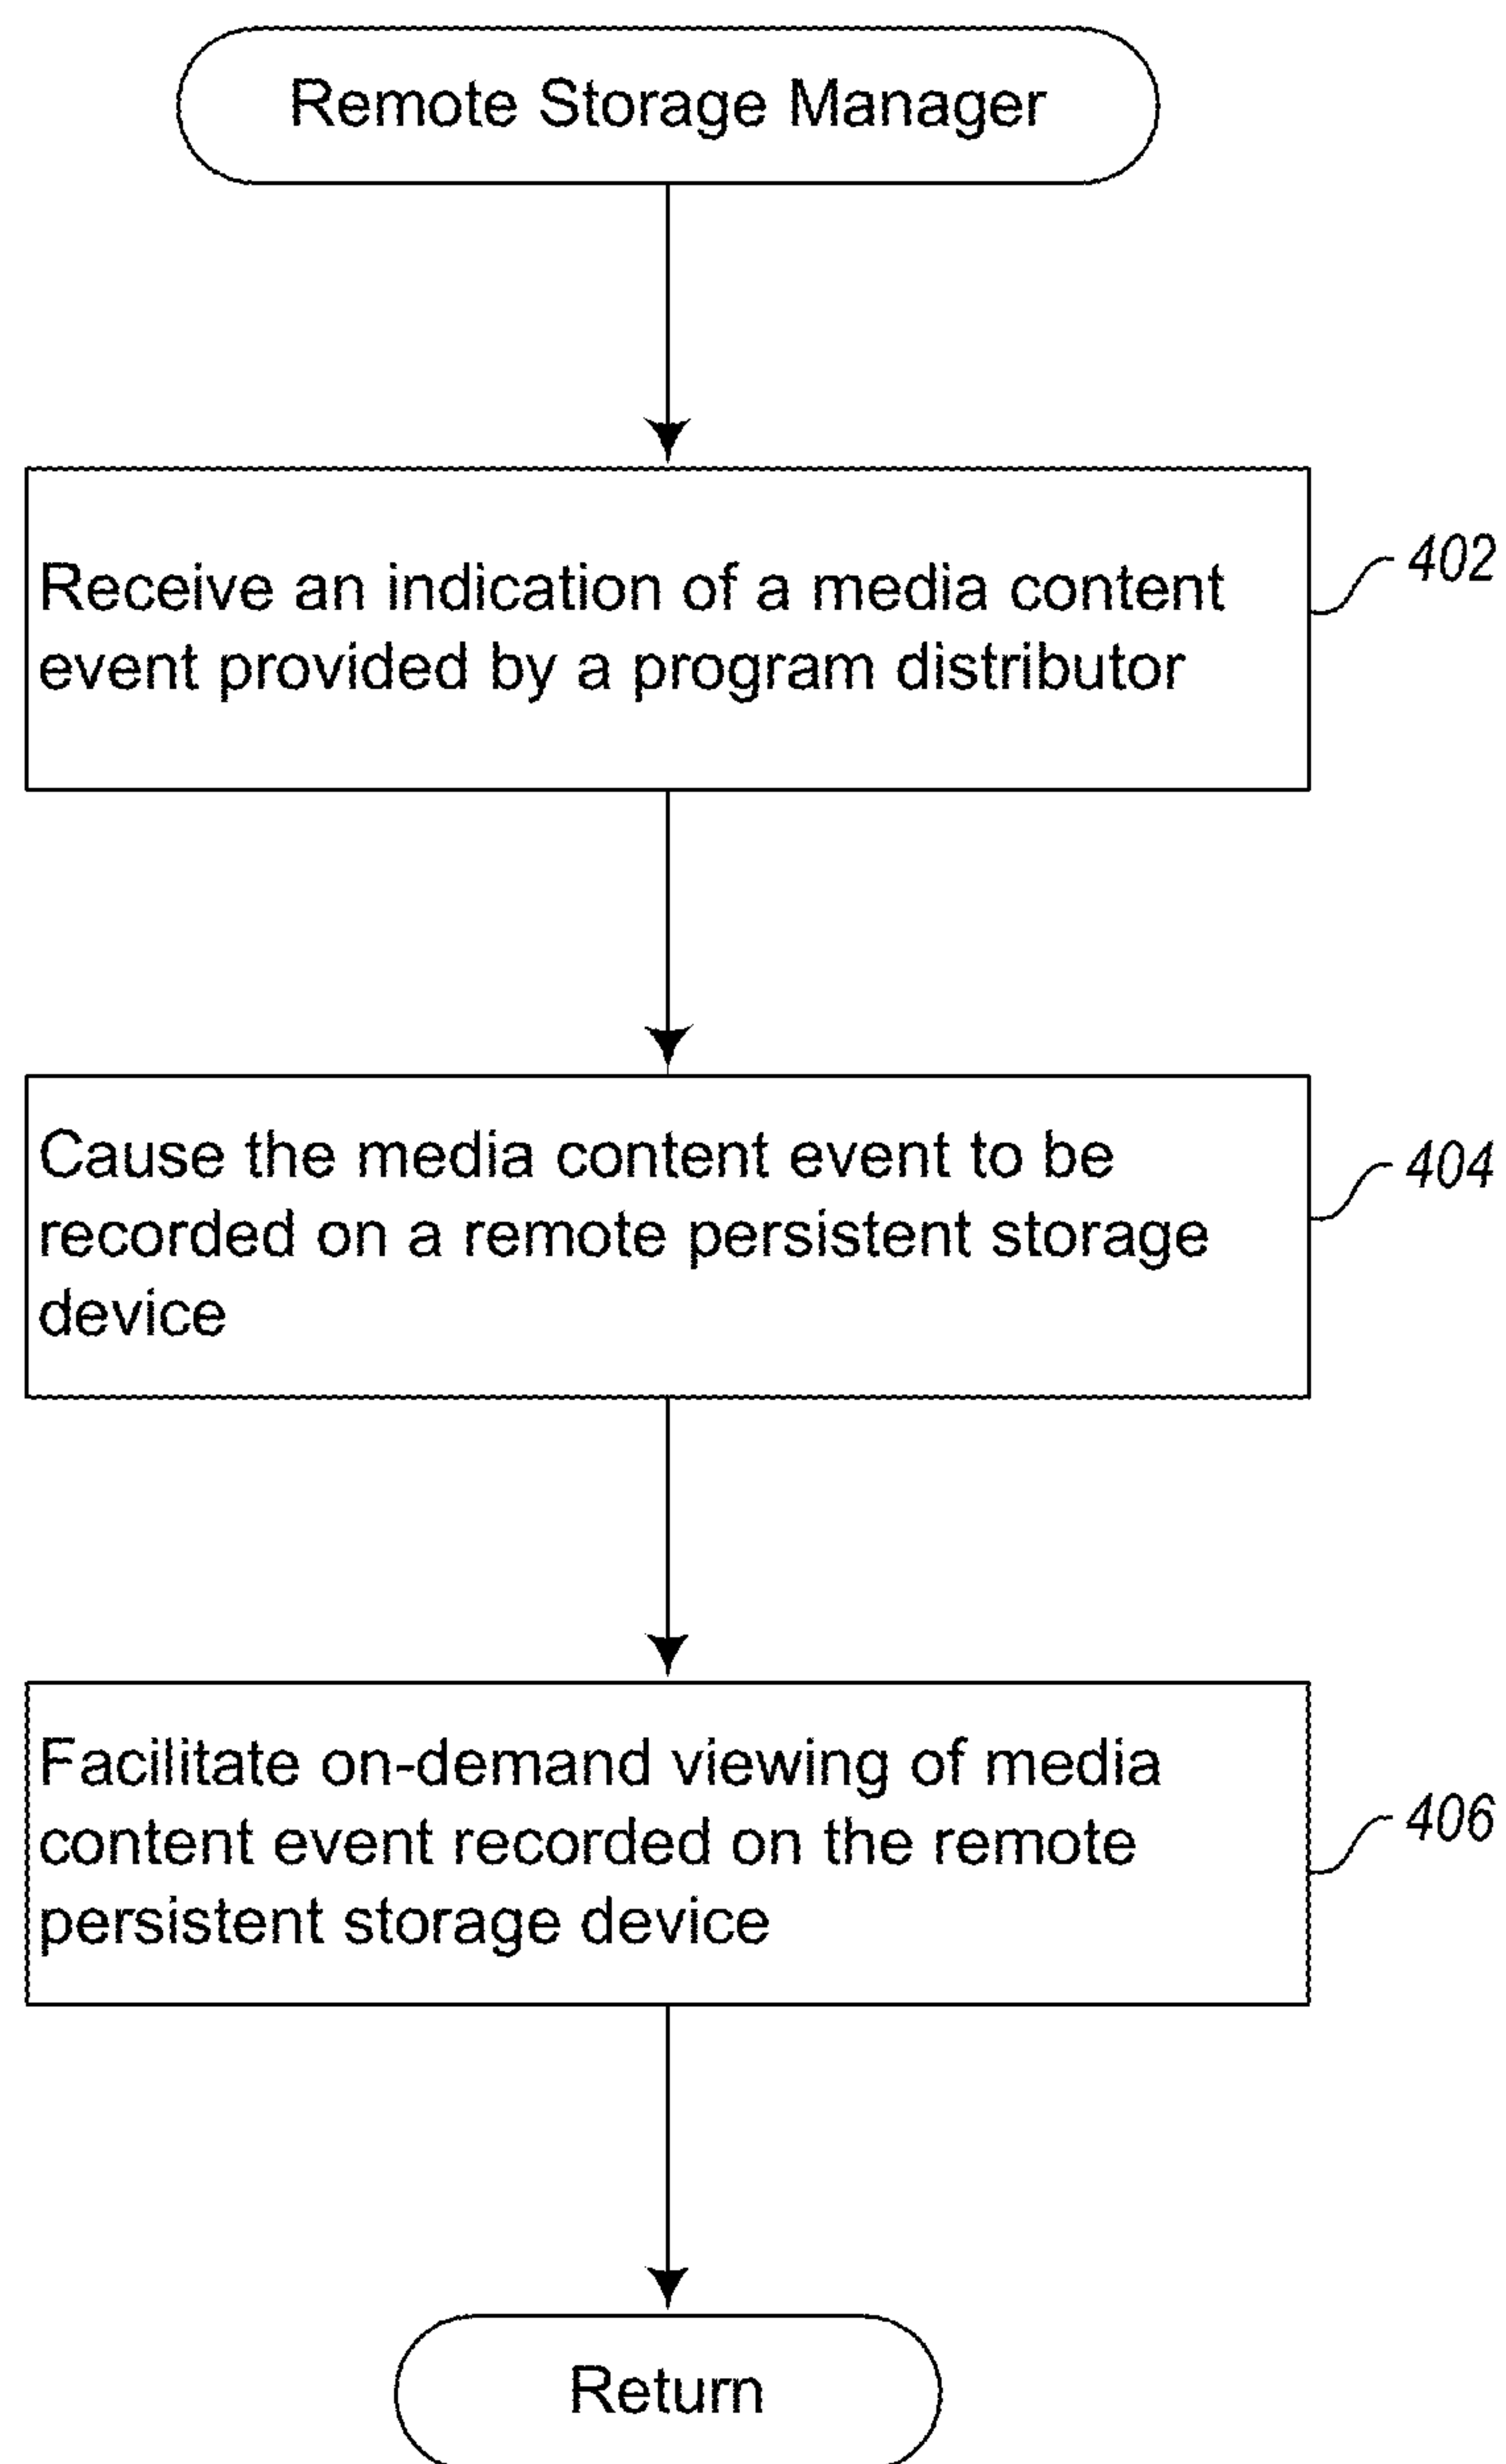 Remote Storage Manager
Receive an indication of a media content
event provided by a program distributor
402
Cause the media content event to be
recorded on a remote persistent storage
device
404
Facilitate on-demand viewing of media
content event recorded on the remote
persistent storage device
406
Return